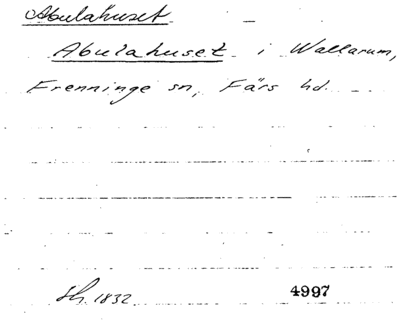 Abulahuset
Abulahuset i Wallarum,
Frenninge sn, Färs hd.
1832
4997